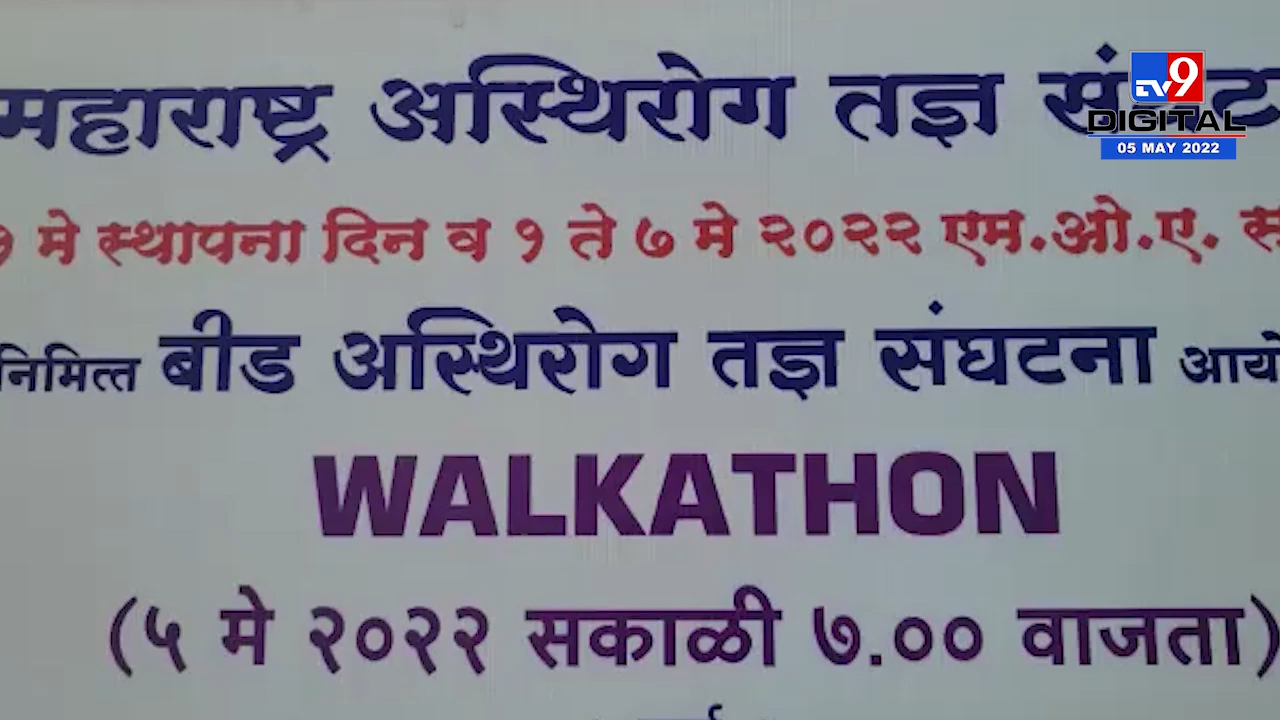 महाराष्ट्र अस्थिरोग तज्ञ
TV9
DIGITAL
05 MAY 2022
मे स्थापना दिन व १ ते ७ मे २०२२ एम.ओ.ए.
निमित्त बीड अस्थिरोग तज्ञ संघटना
WALKATHON
(५ मे २०२२ सकाळी ७.०० वाजता)